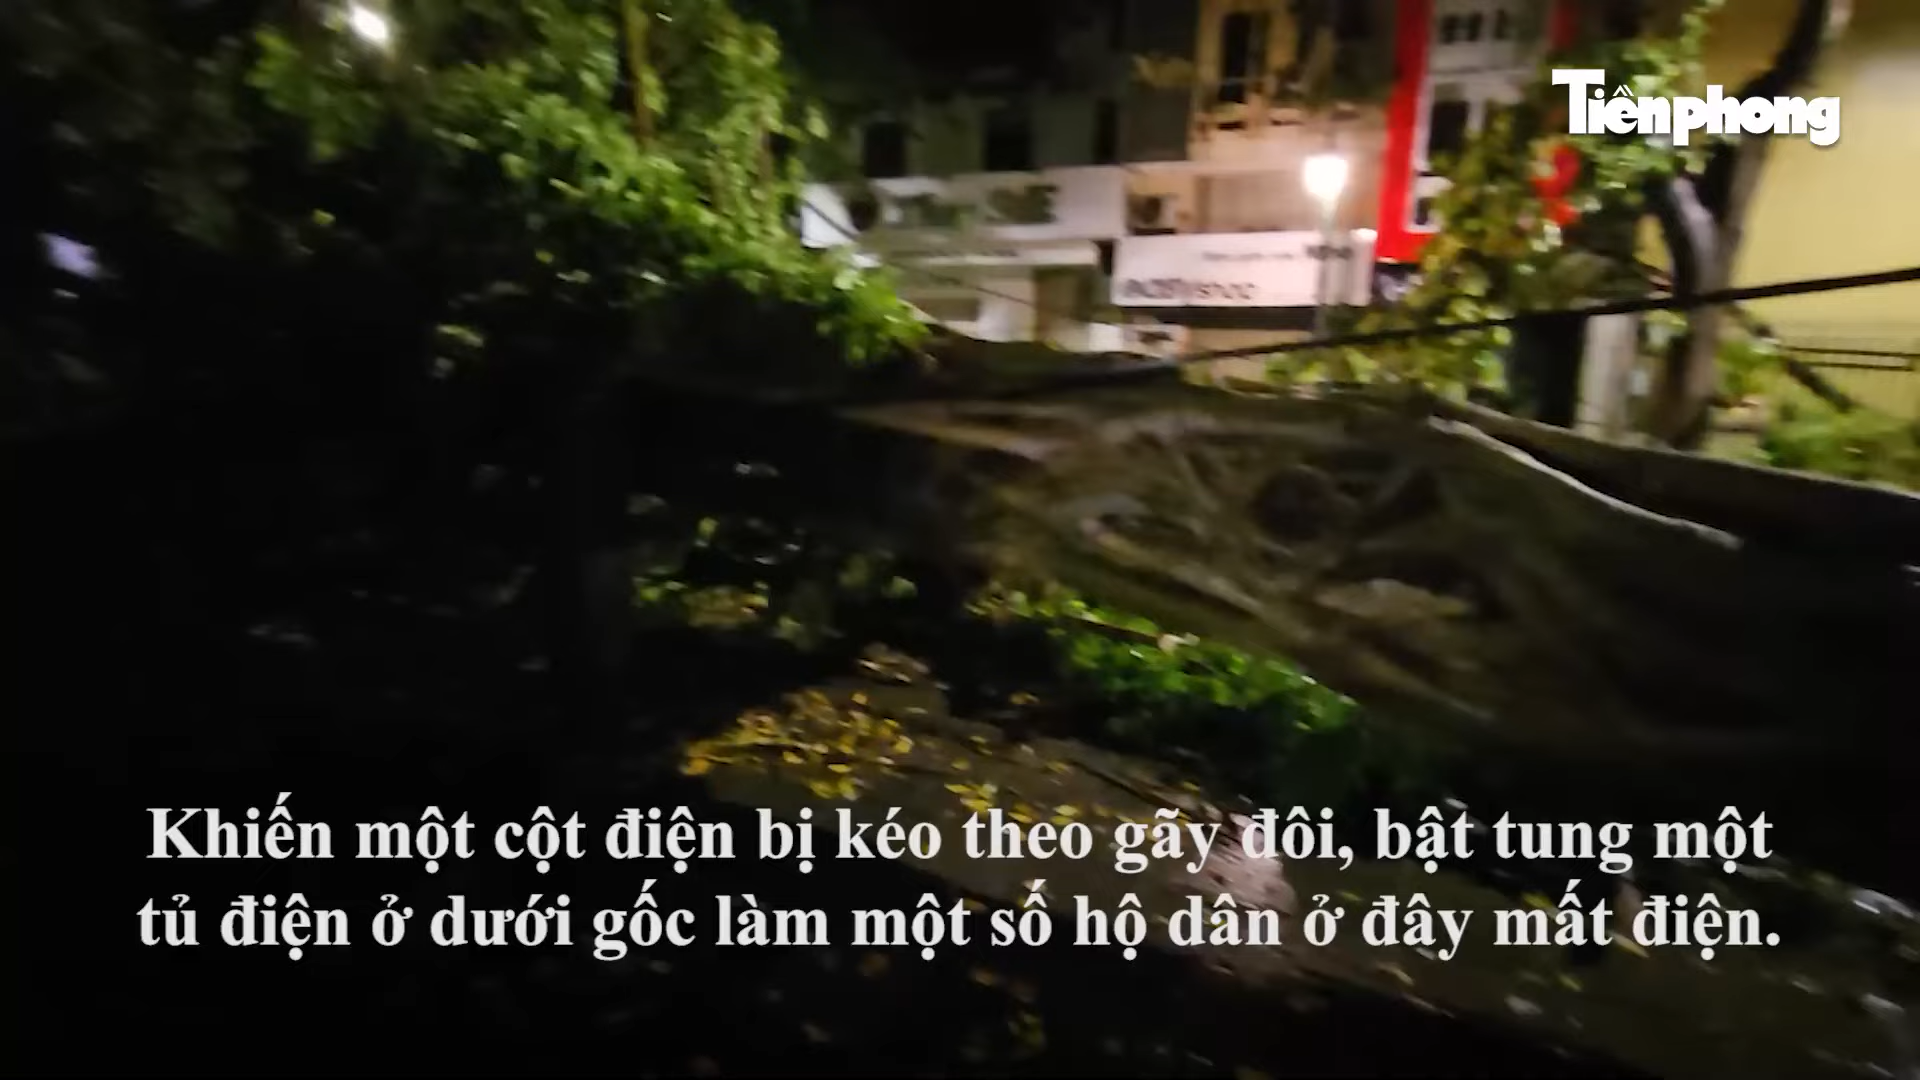 Tiềnphong
shop
Khiến một cột điện bị kéo theo gãy đôi, bật tung một
tủ điện ở dưới gốc làm một số hộ dân ở đây mất điện.